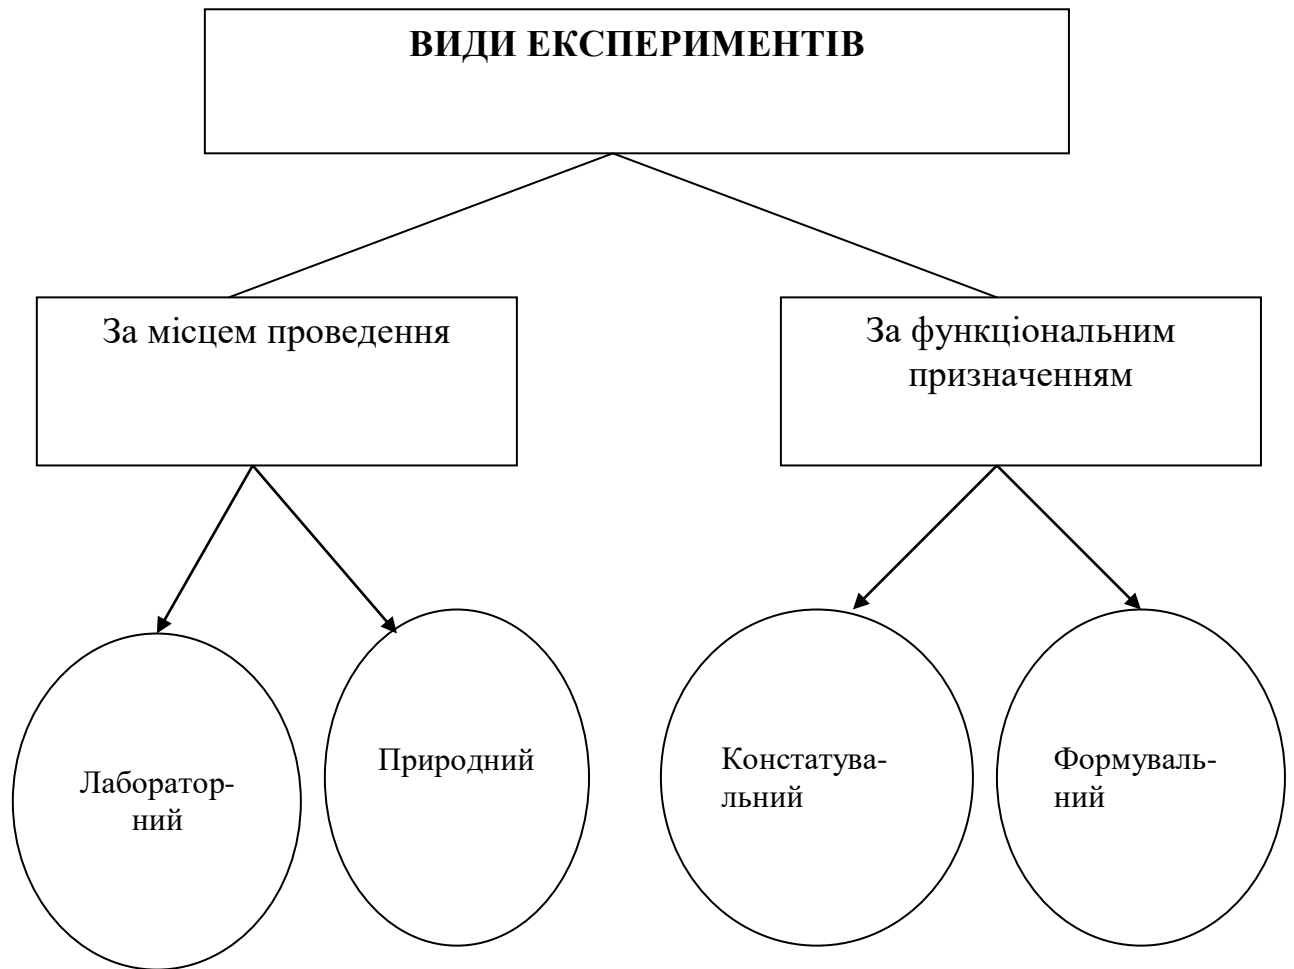 ВИДИ ЕКСПЕРИМЕНТІВ
За місцем проведення
За функціональним
призначенням
Лаборатор-
ний
Природний
Констатува-
льний
Формуваль-
ний